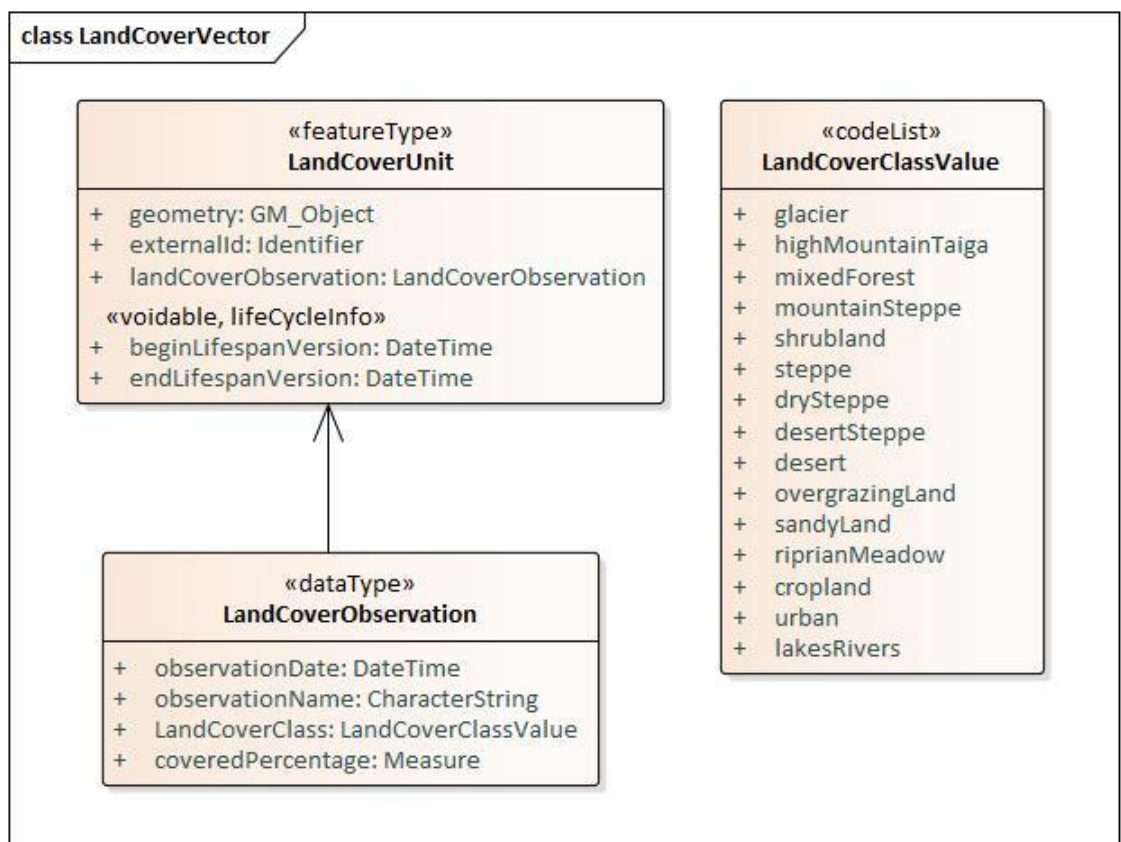 class LandCoverVector
«featureType»
LandCoverUnit
+ geometry: GM_Object
+ externalId: Identifier
+ landCoverObservation: LandCoverObservation
«voidable, lifeCycleInfo»
+ beginLifespanVersion: DateTime
+ endLifespanVersion: DateTime
«codeList»
LandCoverClassValue
+ glacier
+ highMountainTaiga
+ mixedForest
+ mountainSteppe
+ shrubland
+ steppe
+ drySteppe
+ desertSteppe
+ desert
+ overgrazingLand
+ sandyLand
+ riprianMeadow
+ cropland
+ urban
+ lakesRivers
«dataType»
LandCoverObservation
+ observationDate: DateTime
+ observationName: CharacterString
+ LandCoverClass: LandCoverClassValue
+ coveredPercentage: Measure